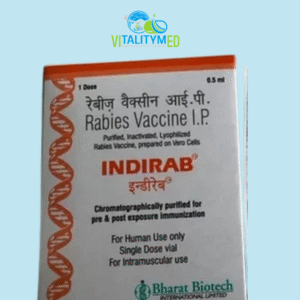 VITALITYMED
1 Dose 0.5 ml
रेबीज़ वैक्सीन आई.पी.
Rabies Vaccine I.P.
Purified, Inactivated, Lyophilized
Rabies Vaccine, prepared on Vero Cells
INDIRAB®
इन्डीरैब®
Chromatographically purified for
pre & post exposure immunization
For Human Use only
Single Dose vial
For Intramuscular use
Bharat Biotech
INTERNATIONAL LIMITED